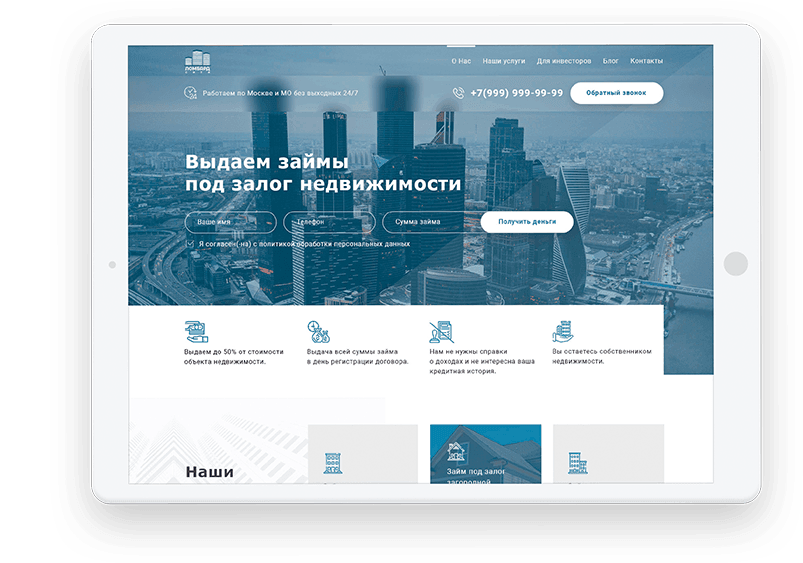 ЛОМБАРД
О Нас Наши услуги Для инвесторов Блог Контакты
Работаем по Москве и МО без выходных 24/7
+7(999) 999-99-99
Обратный звонок
Выдаем займы
под залог недвижимости
Ваше имя Телефон Сумма займа Получить деньги
Я согласен(-на) с политикой обработки персональных данных
Выдаем до 50% от стоимости
объекта недвижимости.
Выдача всей суммы займа
в день регистрации договора.
Нам не нужны справки
о доходах и не интересна ваша
кредитная история.
Вы остаетесь собственником
недвижимости.
Наши
Займ под залог
загородной